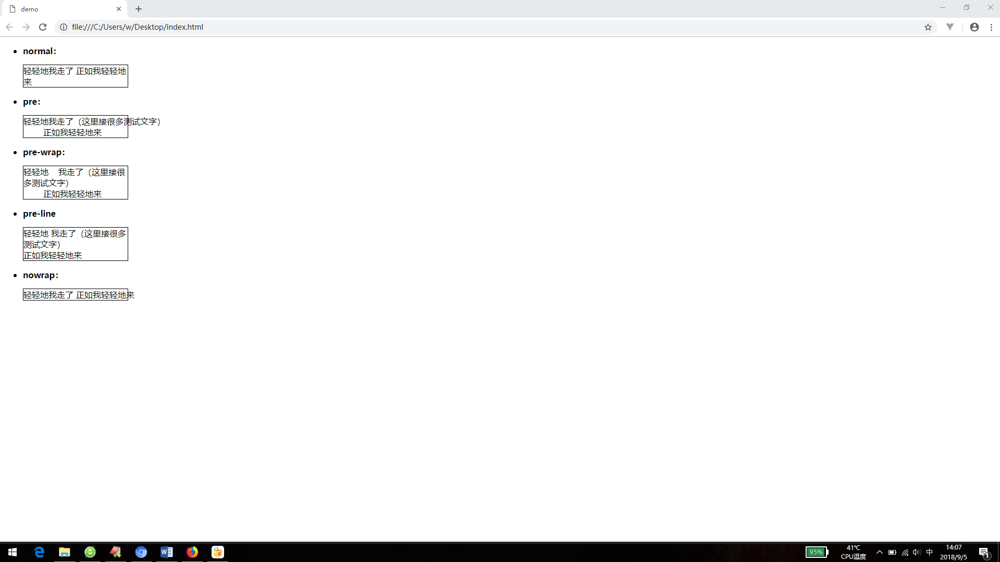 demo
file:///C:/Users/w/Desktop/index.html
normal：
轻轻地我走了 正如我轻轻地
来
pre：
轻轻地我走了（这里接很多测试文字）
正如我轻轻地来
pre-wrap：
轻轻地    我走了（这里接很
多测试文字）
正如我轻轻地来
pre-line
轻轻地 我走了（这里接很多
测试文字）
正如我轻轻地来
nowrap：
轻轻地我走了 正如我轻轻地来
95%
41℃
CPU温度
中
14:07
2018/9/5
1